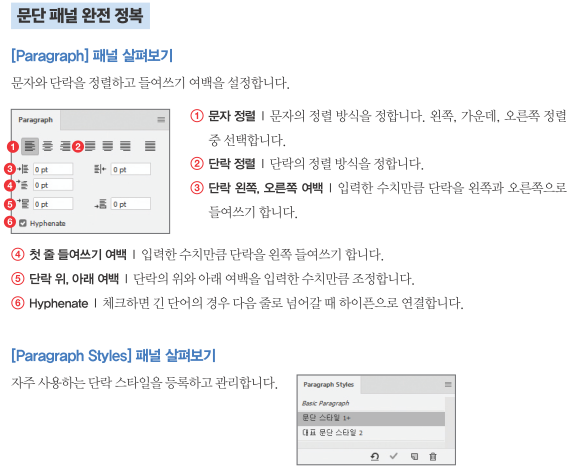 문단 패널 완전 정복
[Paragraph] 패널 살펴보기
문자와 단락을 정렬하고 들여쓰기 여백을 설정합니다.
Paragraph
1 2
3 0 pt 0 pt
4 0 pt
5 0 pt 0 pt
6 Hyphenate
① 문자 정렬 | 문자의 정렬 방식을 정합니다. 왼쪽, 가운데, 오른쪽 정렬
중 선택합니다.
② 단락 정렬 | 단락의 정렬 방식을 정합니다.
③ 단락 왼쪽, 오른쪽 여백 | 입력한 수치만큼 단락을 왼쪽과 오른쪽으로
들여쓰기 합니다.
④ 첫 줄 들여쓰기 여백 | 입력한 수치만큼 단락을 왼쪽 들여쓰기 합니다.
⑤ 단락 위, 아래 여백 | 단락의 위와 아래 여백을 입력한 수치만큼 조정합니다.
⑥ Hyphenate | 체크하면 긴 단어의 경우 다음 줄로 넘어갈 때 하이픈으로 연결합니다.
[Paragraph Styles] 패널 살펴보기
자주 사용하는 단락 스타일을 등록하고 관리합니다.
Paragraph Styles
Basic Paragraph
문단 스타일 1+
대표 문단 스타일 2